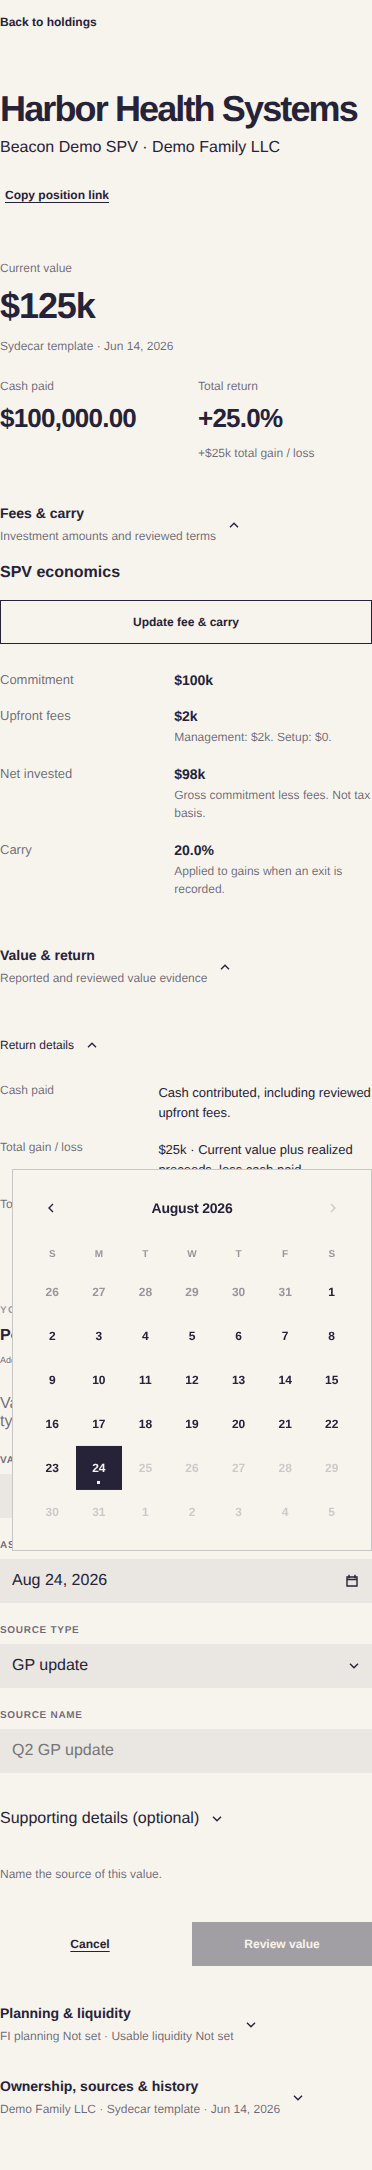 Back to holdings
Harbor Health Systems
Beacon Demo SPV · Demo Family LLC
Copy position link
Current value
$125k
Sydecar template · Jun 14, 2026
Cash paid
Total return
$100,000.00
+25.0%
+$25k total gain / loss
Fees & carry
Investment amounts and reviewed terms
SPV economics
Update fee & carry
Commitment
$100k
Upfront fees
$2k
Management: $2k. Setup: $0.
Net invested
$98k
Gross commitment less fees. Not tax
basis.
Carry
20.0%
Applied to gains when an exit is
recorded.
Value & return
Reported and reviewed value evidence
Return details
Cash paid
Cash contributed, including reviewed
upfront fees.
Total gain / loss
$25k · Current value plus realized
proceeds, less cash paid.
To
August 2026
S M T W T F S
26 27 28 29 30 31 1
2 3 4 5 6 7 8
9 10 11 12 13 14 15
16 17 18 19 20 21 22
23 24 25 26 27 28 29
30 31 1 2 3 4 5
Aug 24, 2026
SOURCE TYPE
GP update
SOURCE NAME
Q2 GP update
Supporting details (optional)
Name the source of this value.
Cancel
Review value
Planning & liquidity
FI planning Not set · Usable liquidity Not set
Ownership, sources & history
Demo Family LLC · Sydecar template · Jun 14, 2026